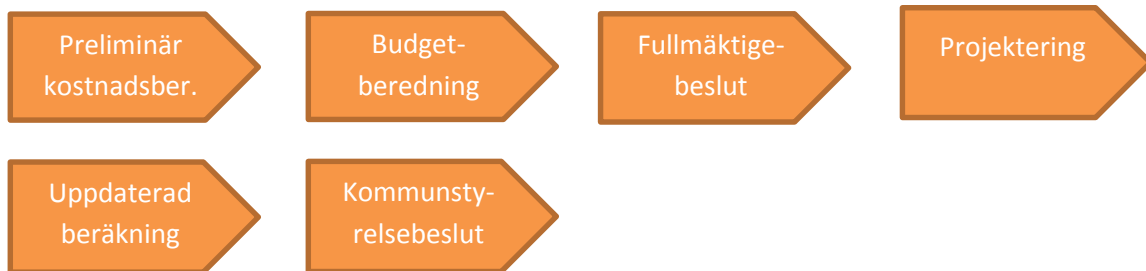 Preliminär
kostnadsber.
Budget-
beredning
Fullmäktige-
beslut
Projektering
Uppdaterad
beräkning
Kommunsty-
relsebeslut